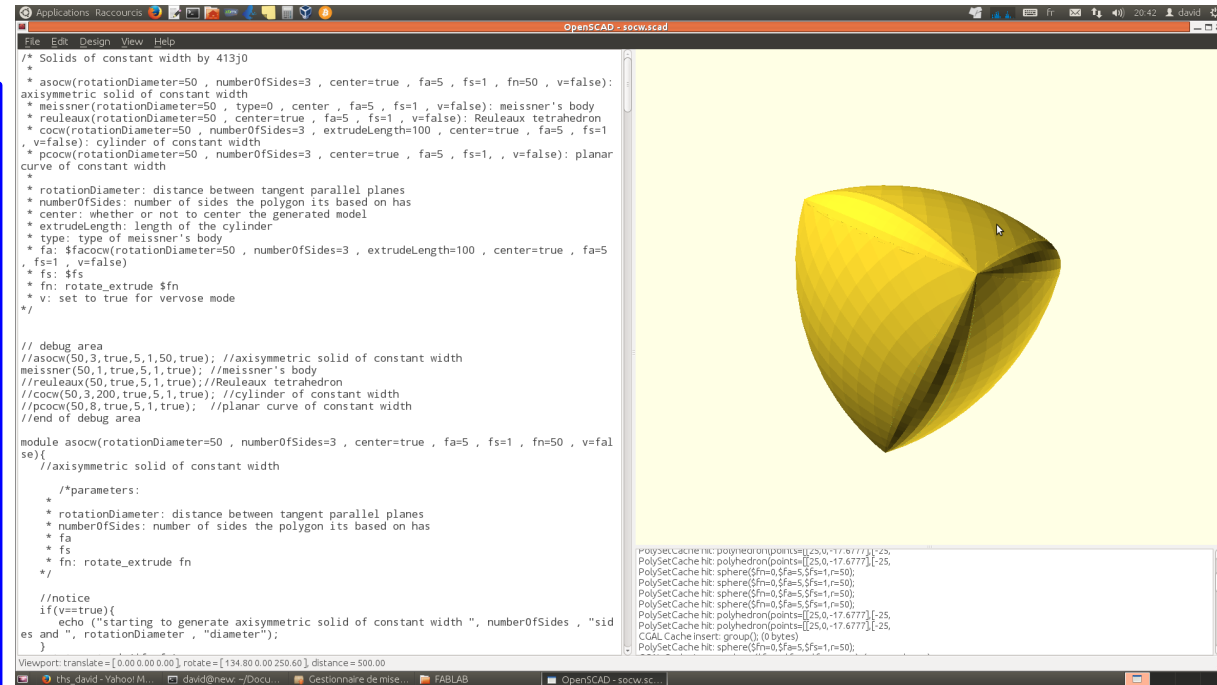 Applications Raccourcis fr 20:42 david
OpenSCAD - socw.scad
File Edit Design View Help
/* Solids of constant width by 413j0
*
* asocw(rotationDiameter=50 , numberOfSides=3 , center=true , fa=5 , fs=1 , fn=50 , v=false):
axisymmetric solid of constant width
* meissner(rotationDiameter=50 , type=0 , center , fa=5 , fs=1 , v=false): meissner's body
* reuleaux(rotationDiameter=50 , center=true , fa=5 , fs=1 , v=false): Reuleaux tetrahedron
* cocw(rotationDiameter=50 , numberOfSides=3 , extrudeLength=100 , center=true , fa=5 , fs=1
, v=false): cylinder of constant width
* pcocw(rotationDiameter=50 , numberOfSides=3 , center=true , fa=5 , fs=1, , v=false): planar
curve of constant width
*
* rotationDiameter: distance between tangent parallel planes
* numberOfSides: number of sides the polygon its based on has
* center: whether or not to center the generated model
* extrudeLength: length of the cylinder
* type: type of meissner's body
* fa: $facocw(rotationDiameter=50 , numberOfSides=3 , extrudeLength=100 , center=true , fa=5
, fs=1 , v=false)
* fs: $fs
* fn: rotate_extrude $fn
* v: set to true for vervose mode
*/
// debug area
//asocw(50,3,true,5,1,50,true); //axisymmetric solid of constant width
meissner(50,1,true,5,1,true); //meissner's body
//reuleaux(50,true,5,1,true);//Reuleaux tetrahedron
//cocw(50,3,200,true,5,1,true); //cylinder of constant width
//pcocw(50,8,true,5,1,true); //planar curve of constant width
//end of debug area
module asocw(rotationDiameter=50 , numberOfSides=3 , center=true , fa=5 , fs=1 , fn=50 , v=fal
se){
//axisymmetric solid of constant width
/*parameters:
*
* rotationDiameter: distance between tangent parallel planes
* numberOfSides: number of sides the polygon its based on has
* fa
* fs
* fn: rotate_extrude fn
*/
//notice
if(v==true){
echo ("starting to generate axisymmetric solid of constant width ", numberOfSides , "sid
es and ", rotationDiameter , "diameter");
}
PolySetCache hit: polyhedron(points=[[25,0,-17.6777],[-25,
PolySetCache hit: polyhedron(points=[[25,0,-17.6777],[-25,
PolySetCache hit: sphere($fn=0,$fa=5,$fs=1,r=50);
PolySetCache hit: sphere($fn=0,$fa=5,$fs=1,r=50);
PolySetCache hit: sphere($fn=0,$fa=5,$fs=1,r=50);
PolySetCache hit: sphere($fn=0,$fa=5,$fs=1,r=50);
PolySetCache hit: polyhedron(points=[[25,0,-17.6777],[-25,
PolySetCache hit: polyhedron(points=[[25,0,-17.6777],[-25,
CGAL Cache insert: group(); (0 bytes)
PolySetCache hit: sphere($fn=0,$fa=5,$fs=1,r=50);
Viewport: translate = [ 0.00 0.00 0.00 ], rotate = [ 134.80 0.00 250.60 ], distance = 500.00
ths_david - Yahoo! M... david@new: ~/Docu... Gestionnaire de mise... FABLAB OpenSCAD - socw.sc...